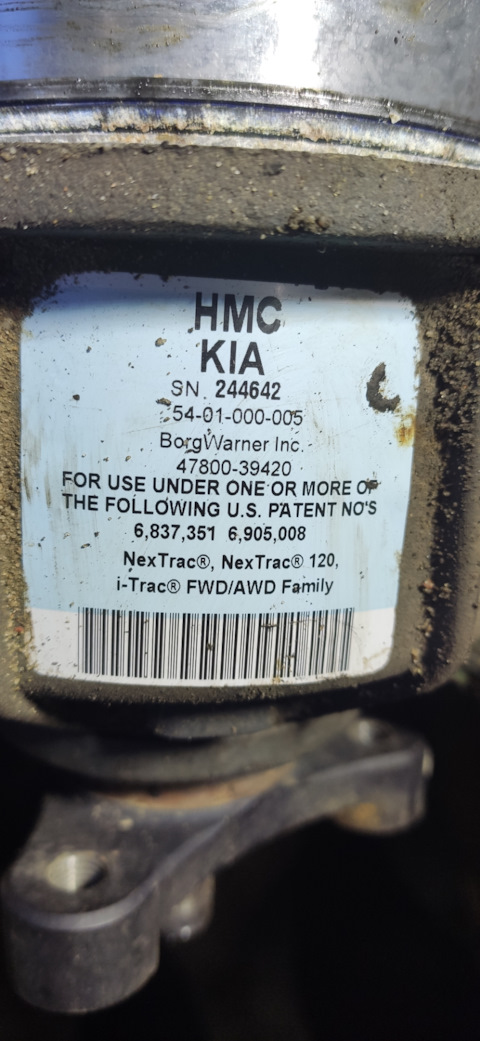 HMC
KIA
SN. 244642
54-01-000-005
BorgWarner Inc.
47800-39420
FOR USE UNDER ONE OR MORE OF
THE FOLLOWING U.S. PATENT NO'S
6,837,351 6,905,008
NexTrac®, NexTrac® 120,
i-Trac® FWD/AWD Family